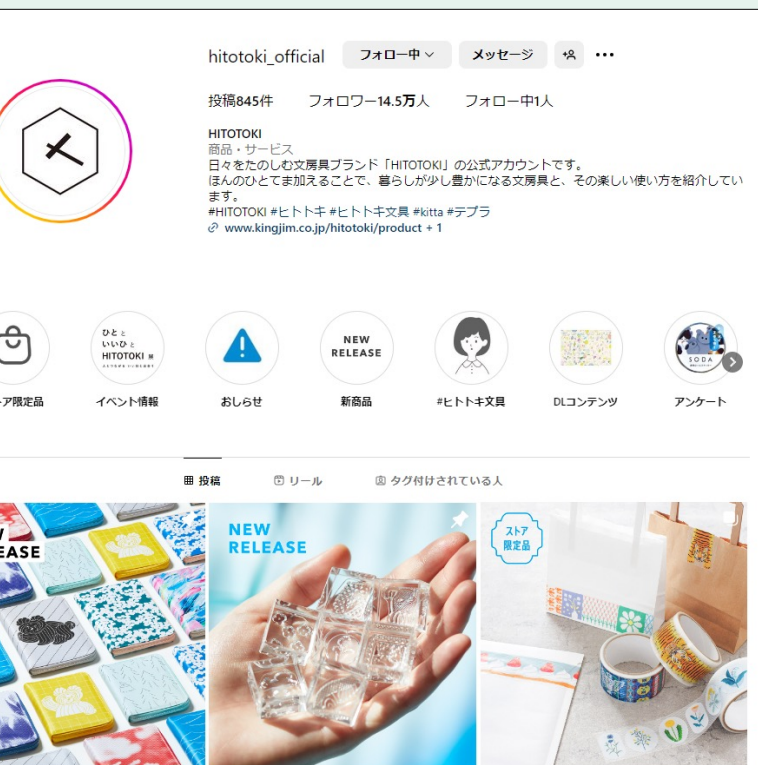 hitotoki_official フォロー中 メッセージ
投稿845件 フォロワー14.5万人 フォロー中1人
HITOTOKI
商品・サービス
日々をたのしむ文房具ブランド「HITOTOKI」の公式アカウントです。
ほんのひとてま加えることで、暮らしが少し豊かになる文房具と、その楽しい使い方を紹介してい
ます。
#HITOTOKI #ヒトトキ #ヒトトキ文具 #kitta #テプラ
www.kingjim.co.jp/hitotoki/product + 1
ひとと
いいひと
HITOTOKI 展
NEW
RELEASE
SODA
ア限定品 イベント情報 おしらせ 新商品 #ヒトトキ文具 DLコンテンツ アンケート
投稿 リール タグ付けされている人
EASE
NEW
RELEASE
ストア
限定品